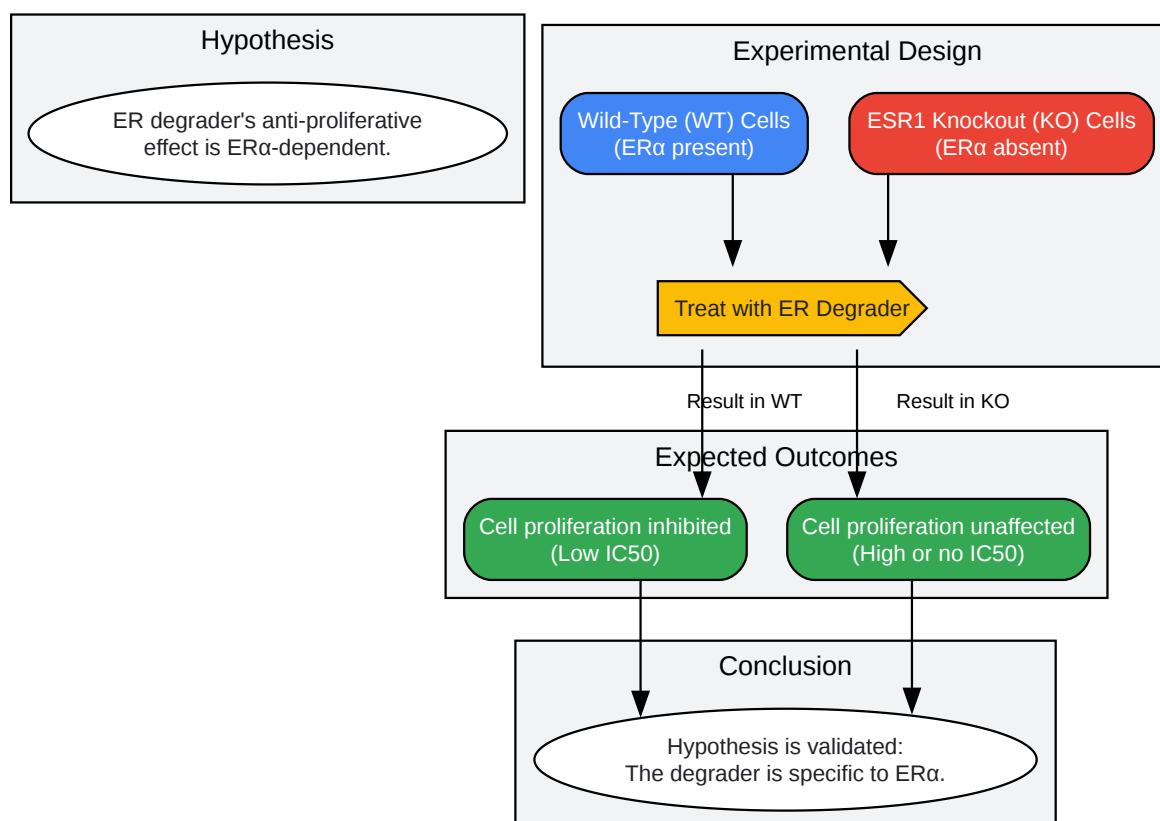 Hypothesis
ER degrader's anti-proliferative
effect is ERα-dependent.
Experimental Design
Wild-Type (WT) Cells
(ERα present)
ESR1 Knockout (KO) Cells
(ERα absent)
Treat with ER Degrader
Result in WT
Result in KO
Expected Outcomes
Cell proliferation inhibited
(Low IC50)
Cell proliferation unaffected
(High or no IC50)
Conclusion
Hypothesis is validated:
The degrader is specific to ERα.